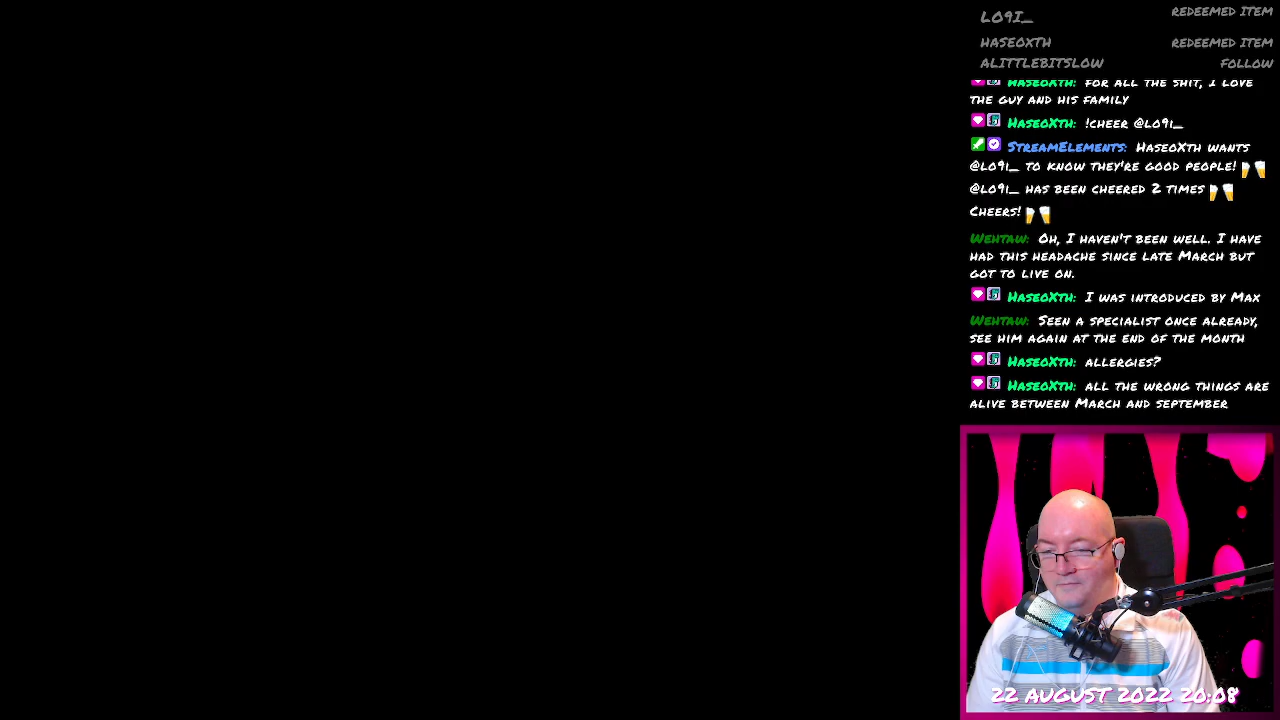 LO9I_ REDEEMED ITEM
HASEOXTH REDEEMED ITEM
ALITTLEBITSLOW FOLLOW
HaseoXth: for all the shit, I love
the guy and his family
HaseoXth: !cheer @lo9i_
StreamElements: HaseoXth wants
@lo9i_ to know they're good people!
@lo9i_ has been cheered 2 times
Cheers!
Wehtaw: Oh, I haven't been well. I have
had this headache since late March but
got to live on.
HaseoXth: I was introduced by Max
Wehtaw: Seen a specialist once already,
see him again at the end of the month
HaseoXth: allergies?
HaseoXth: all the wrong things are
alive between March and september
22 AUGUST 2022 20:08